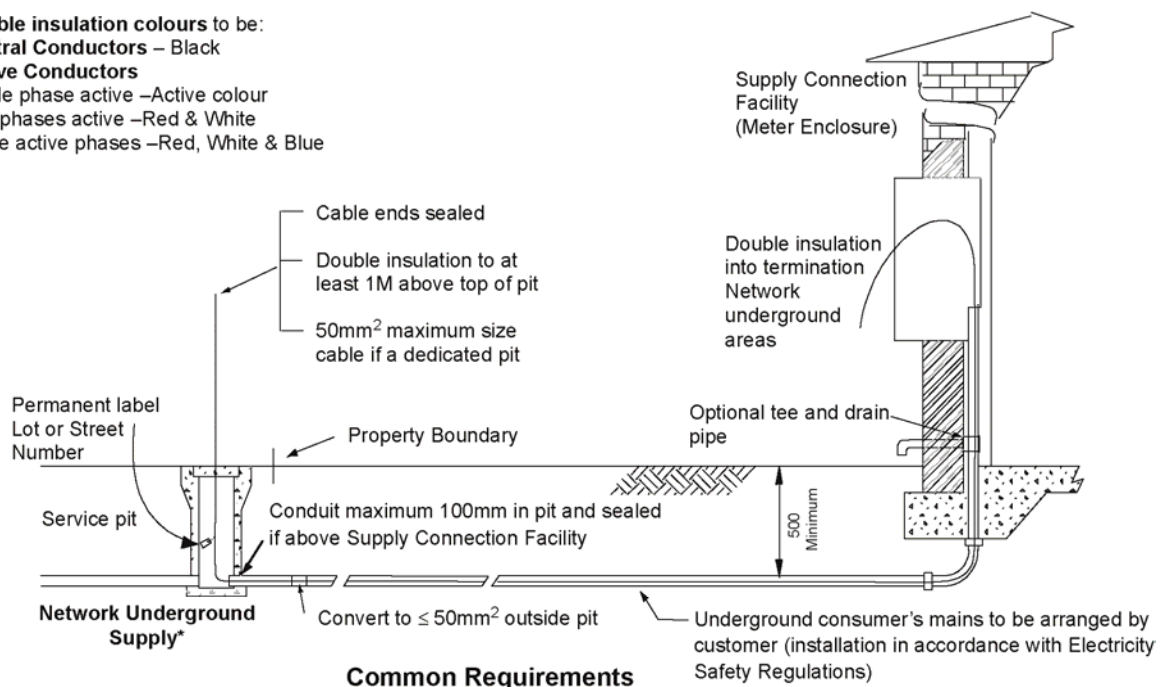 ble insulation colours to be:
tral Conductors – Black
ve Conductors
le phase active –Active colour
phases active –Red & White
e active phases –Red, White & Blue
Supply Connection
Facility
(Meter Enclosure)
Cable ends sealed
Double insulation to at
least 1M above top of pit
50mm² maximum size
cable if a dedicated pit
Double insulation
into termination
Network
underground
areas
Permanent label
Lot or Street
Number
Property Boundary
Optional tee and drain
pipe
Service pit
Conduit maximum 100mm in pit and sealed
if above Supply Connection Facility
500
Minimum
Network Underground
Supply*
Convert to ≤ 50mm² outside pit
Underground consumer's mains to be arranged by
customer (installation in accordance with Electricity
Safety Regulations)
Common Requirements